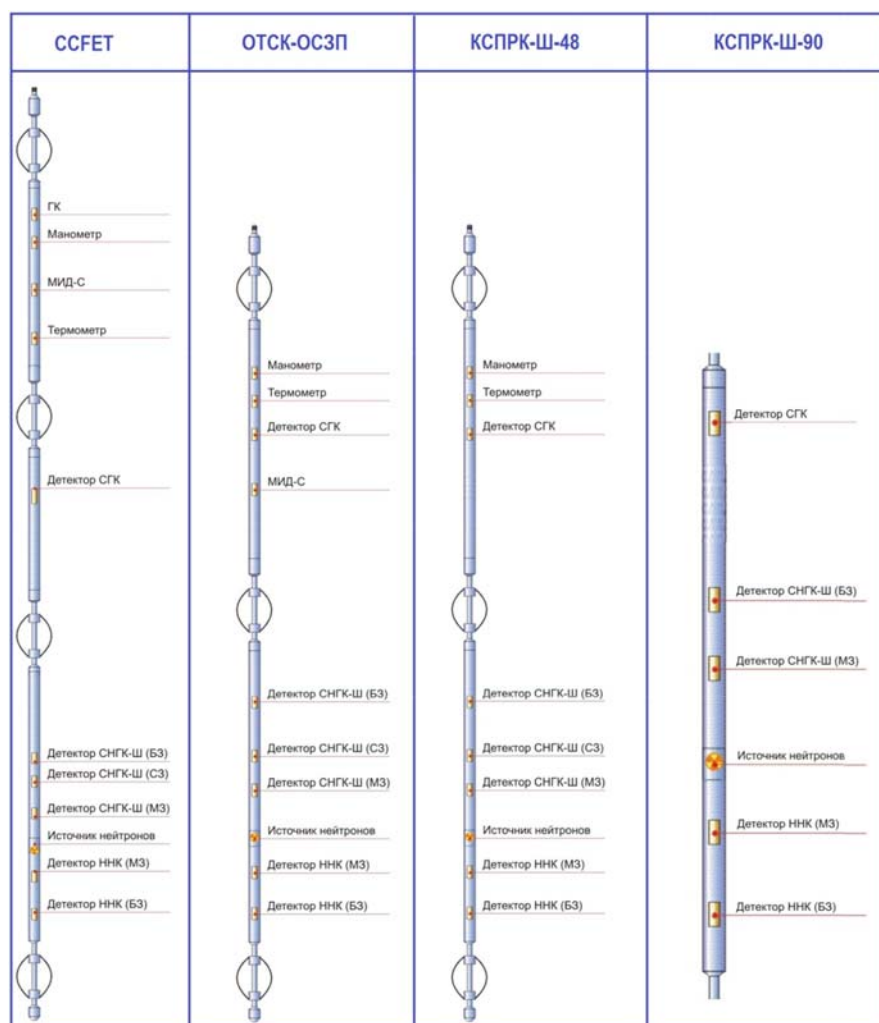 CCFET
ОТСК-ОСЗП
КСПРК-Ш-48
КСПРК-Ш-90
ГК
Манометр
МИД-С
Термометр
Детектор СГК
Детектор СНГК-Ш (БЗ)
Детектор СНГК-Ш (СЗ)
Детектор СНГК-Ш (МЗ)
Источник нейтронов
Детектор ННК (МЗ)
Детектор ННК (БЗ)
Манометр
Термометр
Детектор СГК
МИД-С
Детектор СНГК-Ш (БЗ)
Детектор СНГК-Ш (СЗ)
Детектор СНГК-Ш (МЗ)
Источник нейтронов
Детектор ННК (МЗ)
Детектор ННК (БЗ)
Манометр
Термометр
Детектор СГК
Детектор СНГК-Ш (БЗ)
Детектор СНГК-Ш (СЗ)
Детектор СНГК-Ш (МЗ)
Источник нейтронов
Детектор ННК (МЗ)
Детектор ННК (БЗ)
Детектор СГК
Детектор СНГК-Ш (БЗ)
Детектор СНГК-Ш (МЗ)
Источник нейтронов
Детектор ННК (МЗ)
Детектор ННК (БЗ)